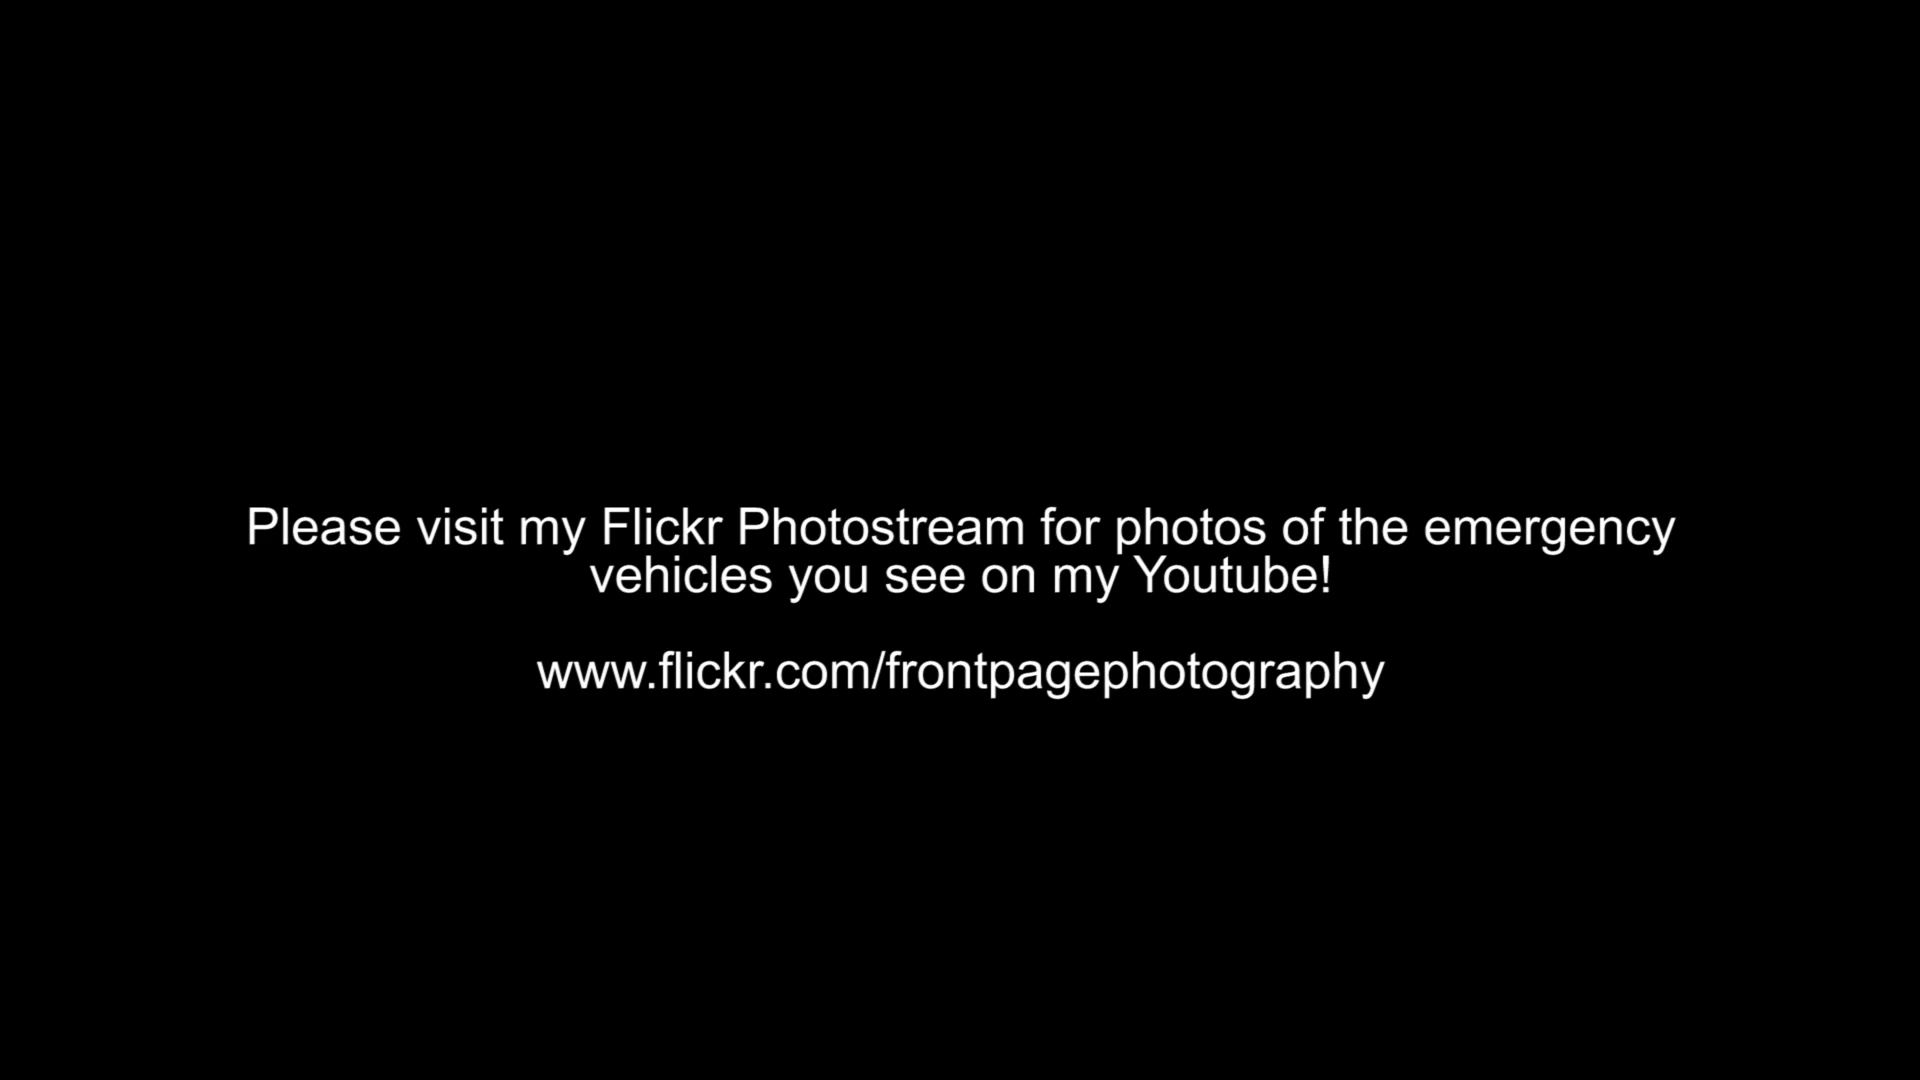 Please visit my Flickr Photostream for photos of the emergency
vehicles you see on my Youtube!
www.flickr.com/frontpagephotography